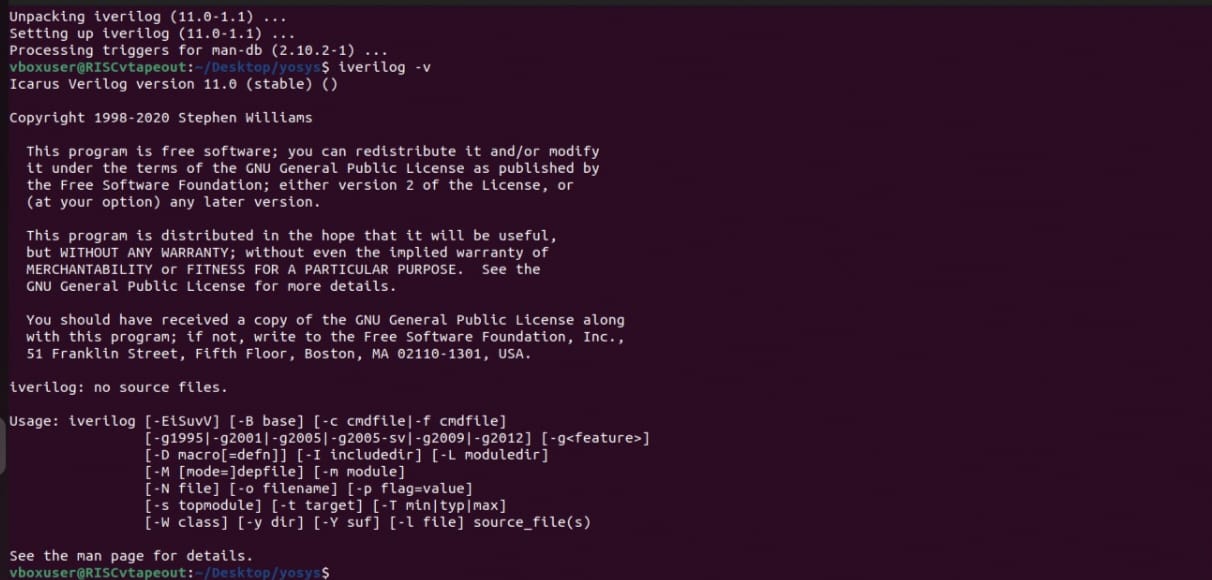 Unpacking iverilog (11.0-1.1) ...
Setting up iverilog (11.0-1.1) ...
Processing triggers for man-db (2.10.2-1) ...
vboxuser@RISCvtapeout:~/Desktop/yosys$ iverilog -v
Icarus Verilog version 11.0 (stable) ()

Copyright 1998-2020 Stephen Williams

  This program is free software; you can redistribute it and/or modify
  it under the terms of the GNU General Public License as published by
  the Free Software Foundation; either version 2 of the License, or
  (at your option) any later version.

  This program is distributed in the hope that it will be useful,
  but WITHOUT ANY WARRANTY; without even the implied warranty of
  MERCHANTABILITY or FITNESS FOR A PARTICULAR PURPOSE.  See the
  GNU General Public License for more details.

  You should have received a copy of the GNU General Public License along
  with this program; if not, write to the Free Software Foundation, Inc.,
  51 Franklin Street, Fifth Floor, Boston, MA 02110-1301, USA.

iverilog: no source files.

Usage: iverilog [-EiSuvV] [-B base] [-c cmdfile|-f cmdfile]
                [-g1995|-g2001|-g2005|-g2005-sv|-g2009|-g2012] [-g<feature>]
                [-D macro[=defn]] [-I includedir] [-L moduledir]
                [-M [mode=]depfile] [-m module]
                [-N file] [-o filename] [-p flag=value]
                [-s topmodule] [-t target] [-T min|typ|max]
                [-W class] [-y dir] [-Y suf] [-l file] source_file(s)

See the man page for details.
vboxuser@RISCvtapeout:~/Desktop/yosys$